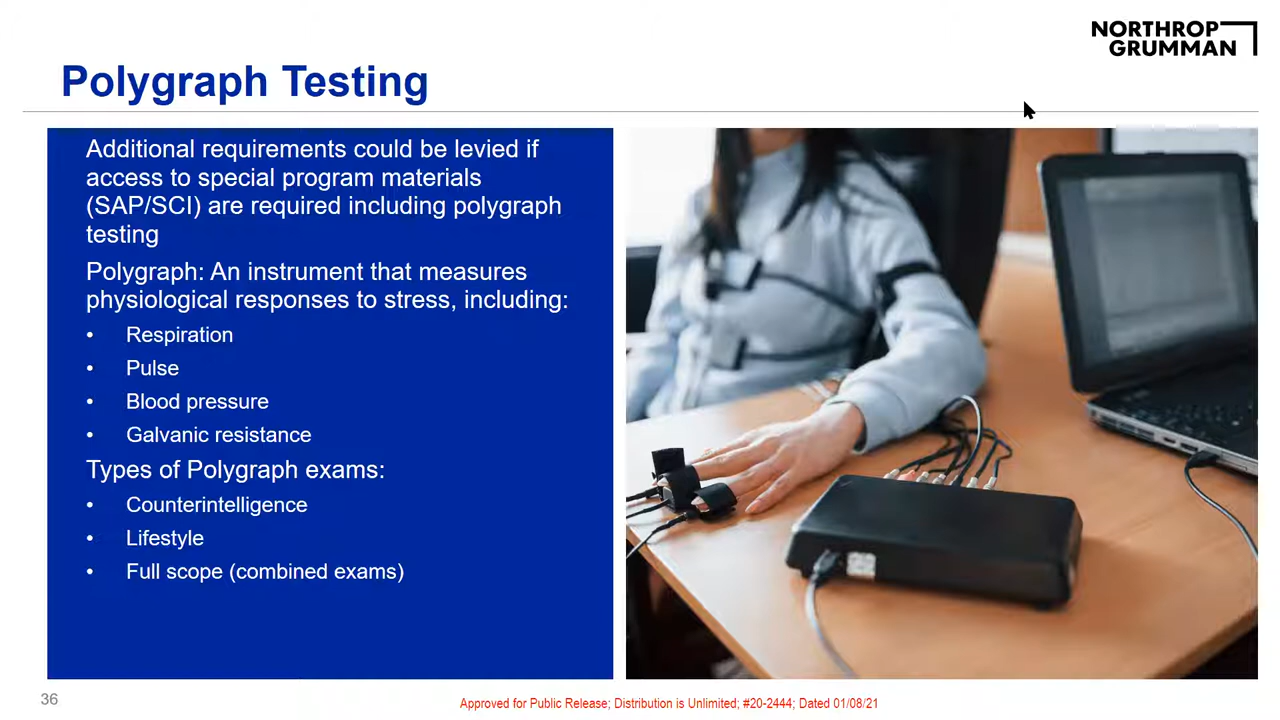 NORTHROP
GRUMMAN
Polygraph Testing
Additional requirements could be levied if
access to special program materials
(SAP/SCI) are required including polygraph
testing
Polygraph: An instrument that measures
physiological responses to stress, including:
• Respiration
• Pulse
• Blood pressure
• Galvanic resistance
Types of Polygraph exams:
• Counterintelligence
• Lifestyle
• Full scope (combined exams)
36
Approved for Public Release; Distribution is Unlimited; #20-2444; Dated 01/08/21